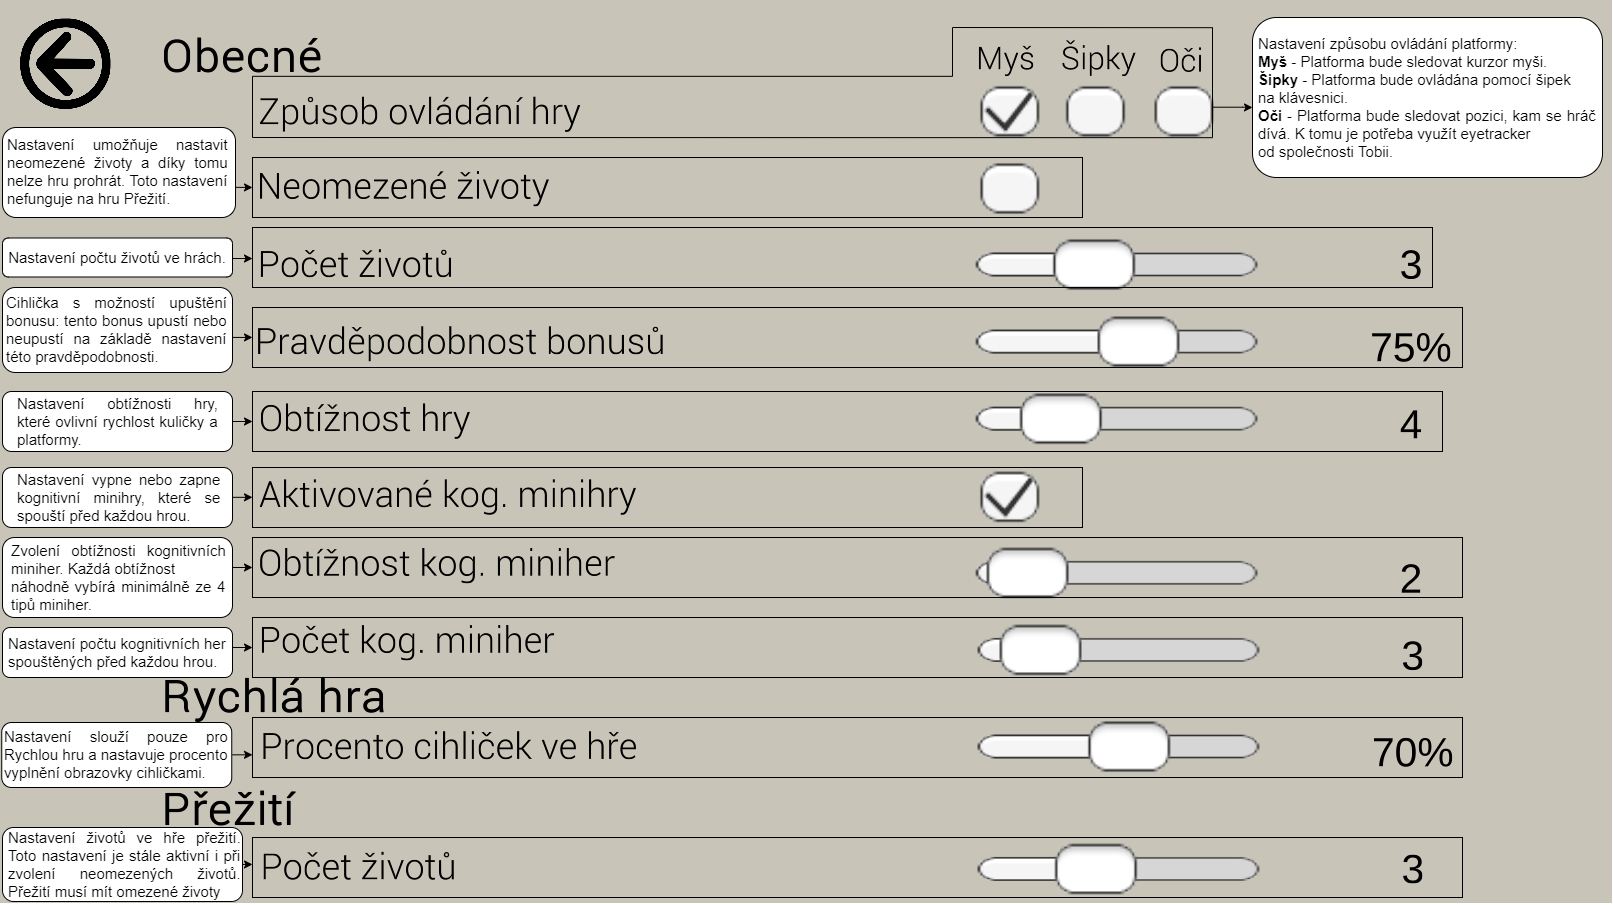 Obecné
Myš Šipky Oči
Způsob ovládání hry
Nastavení způsobu ovládání platformy:
Myš - Platforma bude sledovat kurzor myši.
Šipky - Platforma bude ovládána pomocí šipek
na klávesnici.
Oči - Platforma bude sledovat pozici, kam se hráč
dívá. K tomu je potřeba využít eyetracker
od společnosti Tobii.
Nastavení umožňuje nastavit
neomezené životy a díky tomu
nelze hru prohrát. Toto nastavení
nefunguje na hru Přežití.
Neomezené životy
Nastavení počtu životů ve hrách.
Počet životů 3
Cihlička s možností upuštění
bonusu: tento bonus upustí nebo
neupustí na základě nastavení
této pravděpodobnosti.
Pravděpodobnost bonusů 75%
Nastavení obtížnosti hry,
které ovlivní rychlost kuličky a
platformy.
Obtížnost hry 4
Nastavení vypne nebo zapne
kognitivní minihry, které se
spouští před každou hrou.
Aktivované kog. minihry
Zvolení obtížnosti kognitivních
miniher. Každá obtížnost
náhodně vybírá minimálně ze 4
tipů miniher.
Obtížnost kog. miniher 2
Nastavení počtu kognitivních her
spouštěných před každou hrou.
Počet kog. miniher 3
Rychlá hra
Nastavení slouží pouze pro
Rychlou hru a nastavuje procento
vyplnění obrazovky cihličkami.
Procento cihliček ve hře 70%
Přežití
Nastavení životů ve hře přežití.
Toto nastavení je stále aktivní i při
zvolení neomezených životů.
Přežití musí mít omezené životy
Počet životů 3